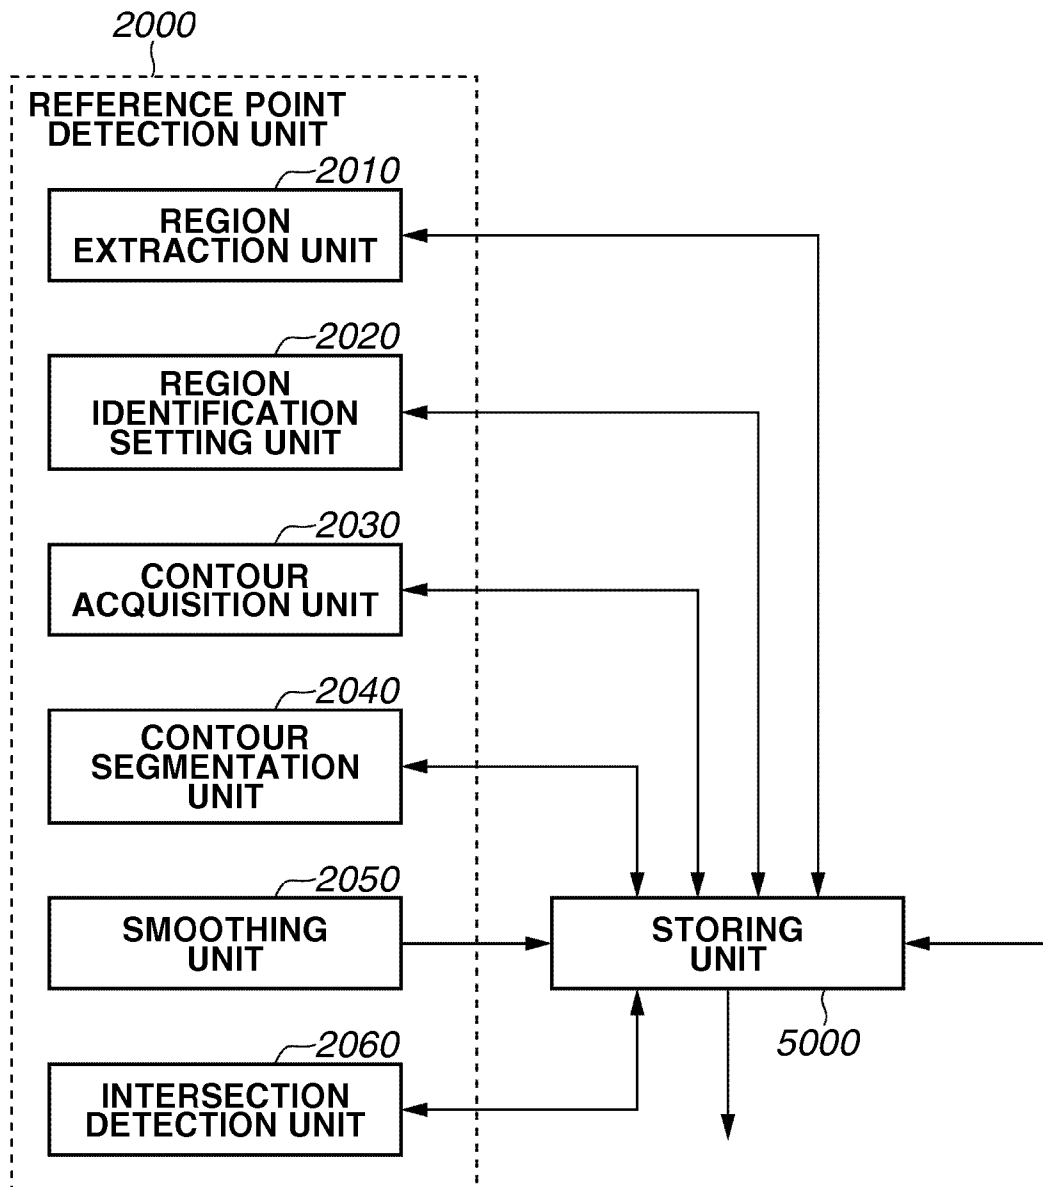 2000
REFERENCE POINT
DETECTION UNIT
2010
REGION
EXTRACTION UNIT
2020
REGION
IDENTIFICATION
SETTING UNIT
2030
CONTOUR
ACQUISITION UNIT
2040
CONTOUR
SEGMENTATION
UNIT
2050
SMOOTHING
UNIT
STORING
UNIT
5000
2060
INTERSECTION
DETECTION UNIT